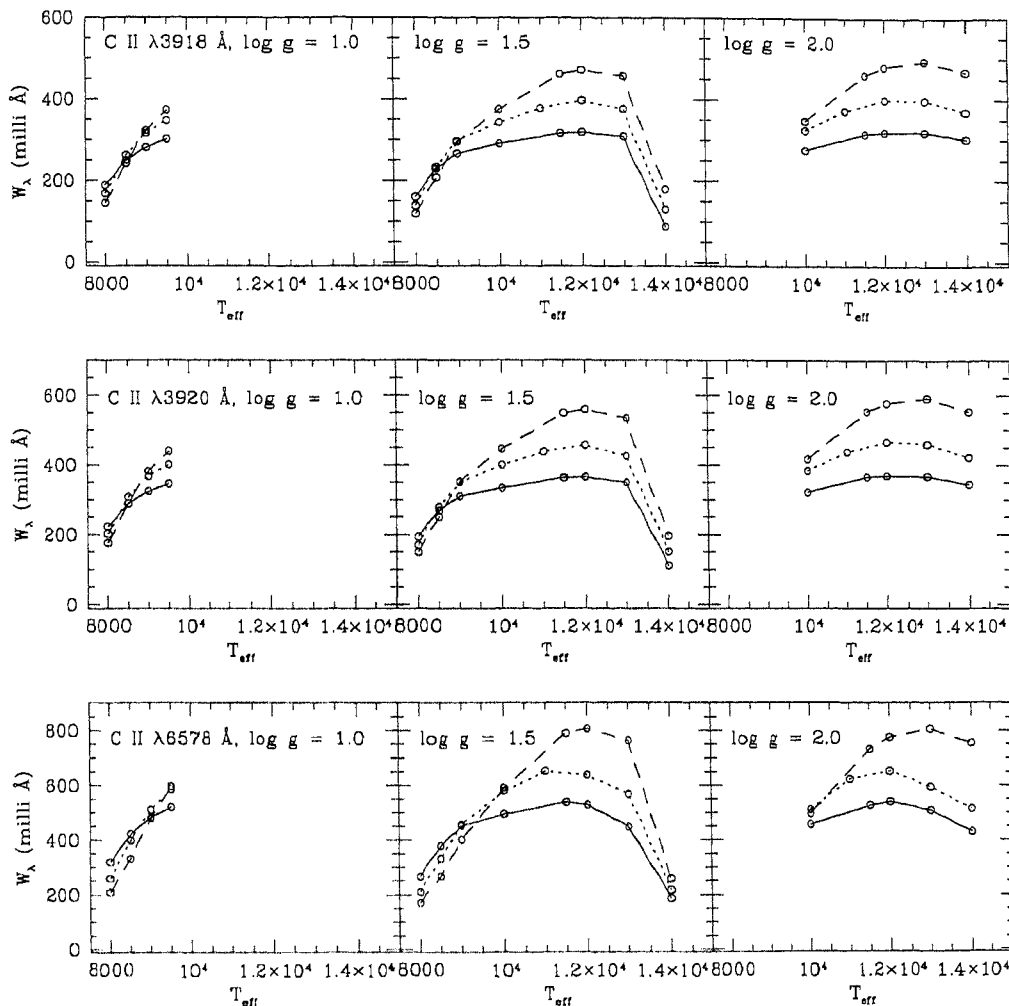 600
C II λ3918 Å, log g = 1.0
log g = 1.5
log g = 2.0
400
200
0
W_λ (milli Å)
8000 10⁴ 1.2×10⁴ 1.4×10⁴ 8000 10⁴ 1.2×10⁴ 1.4×10⁴ 8000 10⁴ 1.2×10⁴ 1.4×10⁴
T_eff T_eff T_eff
C II λ3920 Å, log g = 1.0
log g = 1.5
log g = 2.0
600
400
200
0
W_λ (milli Å)
8000 10⁴ 1.2×10⁴ 1.4×10⁴ 8000 10⁴ 1.2×10⁴ 1.4×10⁴ 8000 10⁴ 1.2×10⁴ 1.4×10⁴
T_eff T_eff T_eff
C II λ6578 Å, log g = 1.0
log g = 1.5
log g = 2.0
800
600
400
200
0
W_λ (milli Å)
8000 10⁴ 1.2×10⁴ 1.4×10⁴ 8000 10⁴ 1.2×10⁴ 1.4×10⁴ 8000 10⁴ 1.2×10⁴ 1.4×10⁴
T_eff T_eff T_eff